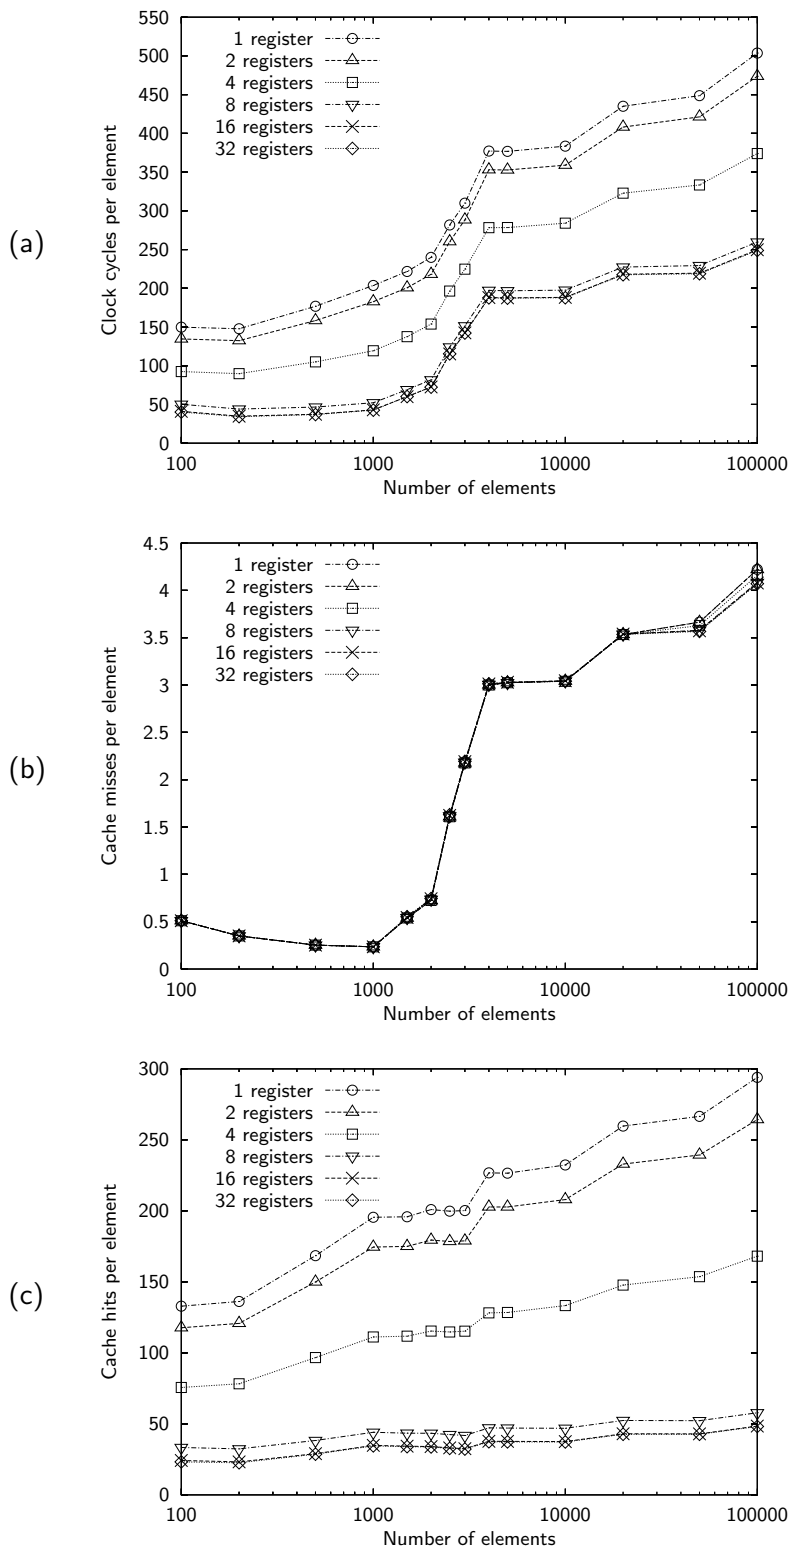 550
500
450
400
350
300
250
200
150
100
50
0
Clock cycles per element
(a)
1 register
2 registers
4 registers
8 registers
16 registers
32 registers
100 1000 10000 100000
Number of elements
4.5
4
3.5
3
2.5
2
1.5
1
0.5
0
Cache misses per element
(b)
1 register
2 registers
4 registers
8 registers
16 registers
32 registers
100 1000 10000 100000
Number of elements
300
250
200
150
100
50
0
Cache hits per element
(c)
1 register
2 registers
4 registers
8 registers
16 registers
32 registers
100 1000 10000 100000
Number of elements